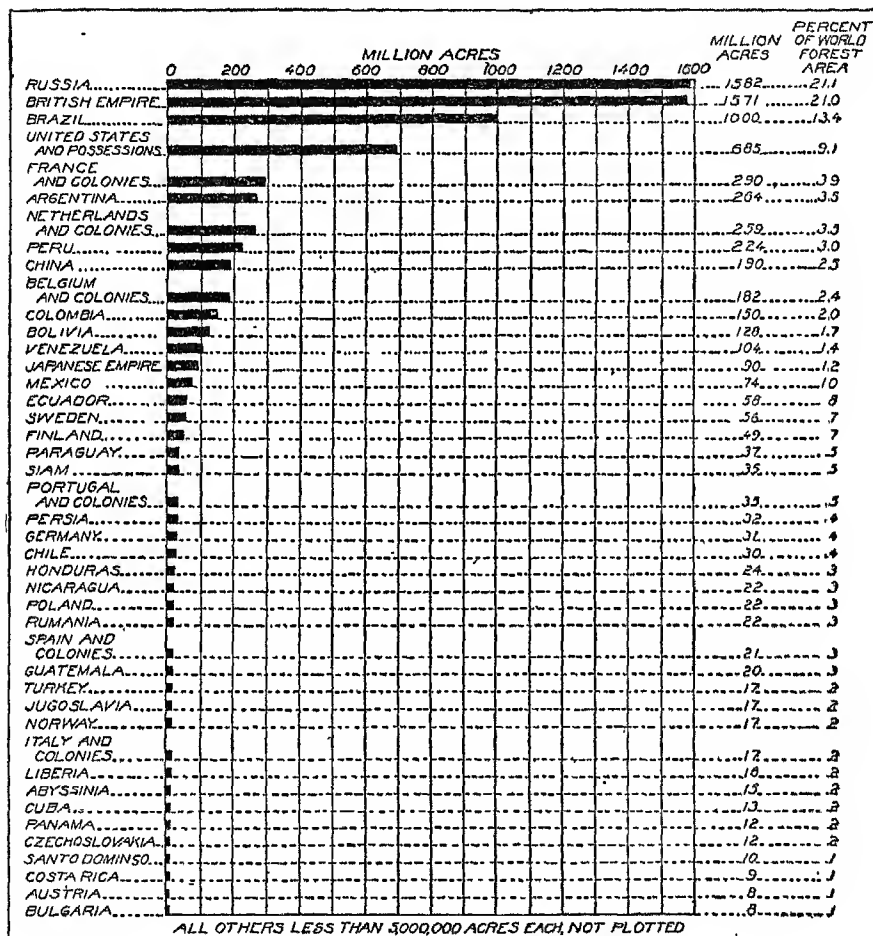 PERCENT
MILLION OF WORLD
MILLION ACRES ACRES FOREST
AREA
0 200 400 600 800 1000 1200 1400 1600
RUSSIA 1582 21.1
BRITISH EMPIRE 1571 21.0
BRAZIL 1000 13.4
UNITED STATES
AND POSSESSIONS 685 9.1
FRANCE
AND COLONIES 290 3.9
ARGENTINA 264 3.5
NETHERLANDS
AND COLONIES 259 3.5
PERU 224 3.0
CHINA 190 2.5
BELGIUM
AND COLONIES 182 2.4
COLOMBIA 150 2.0
BOLIVIA 128 1.7
VENEZUELA 104 1.4
JAPANESE EMPIRE 90 1.2
MEXICO 74 1.0
ECUADOR 58 .8
SWEDEN 56 .7
FINLAND 49 .7
PARAGUAY 37 .5
SIAM 35 .5
PORTUGAL
AND COLONIES 35 .5
PERSIA 32 .4
GERMANY 31 .4
CHILE 30 .4
HONDURAS 24 .3
NICARAGUA 22 .3
POLAND 22 .3
RUMANIA 22 .3
SPAIN AND
COLONIES 21 .3
GUATEMALA 20 .3
TURKEY 17 .2
JUGOSLAVIA 17 .2
NORWAY 17 .2
ITALY AND
COLONIES 17 .2
LIBERIA .2
ABYSSINIA 15 .2
CUBA 13 .2
PANAMA 12 .2
CZECHOSLOVAKIA 12 .2
SANTO DOMINGO 10 .1
COSTA RICA 9 .1
AUSTRIA 8 .1
BULGARIA 8 .1
ALL OTHERS LESS THAN 5,000,000 ACRES EACH, NOT PLOTTED